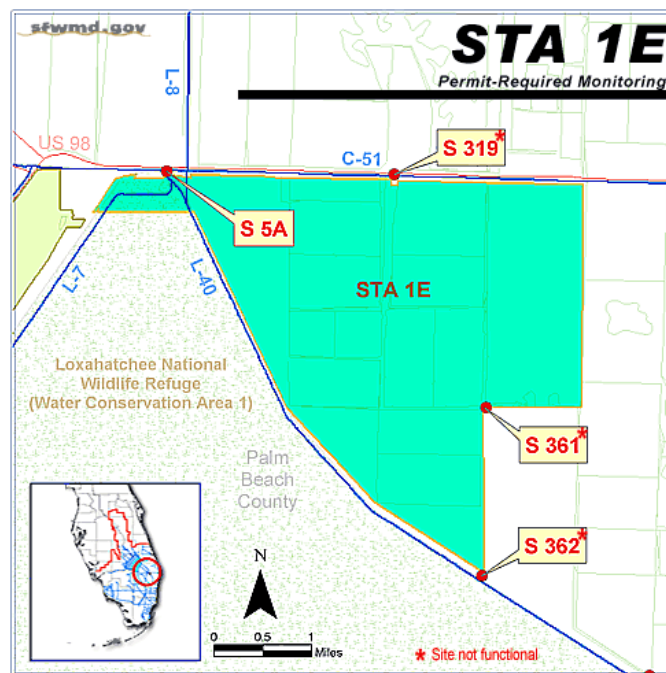 sfwmd.gov
STA 1E
Permit-Required Monitoring
L-8
US 98
C-51
S 319*
S 5A
L-7
L-40
STA 1E
Loxahatchee National
Wildlife Refuge
(Water Conservation Area 1)
S 361*
Palm
Beach
County
S 362*
N
0 0.5 1
Miles
* Site not functional